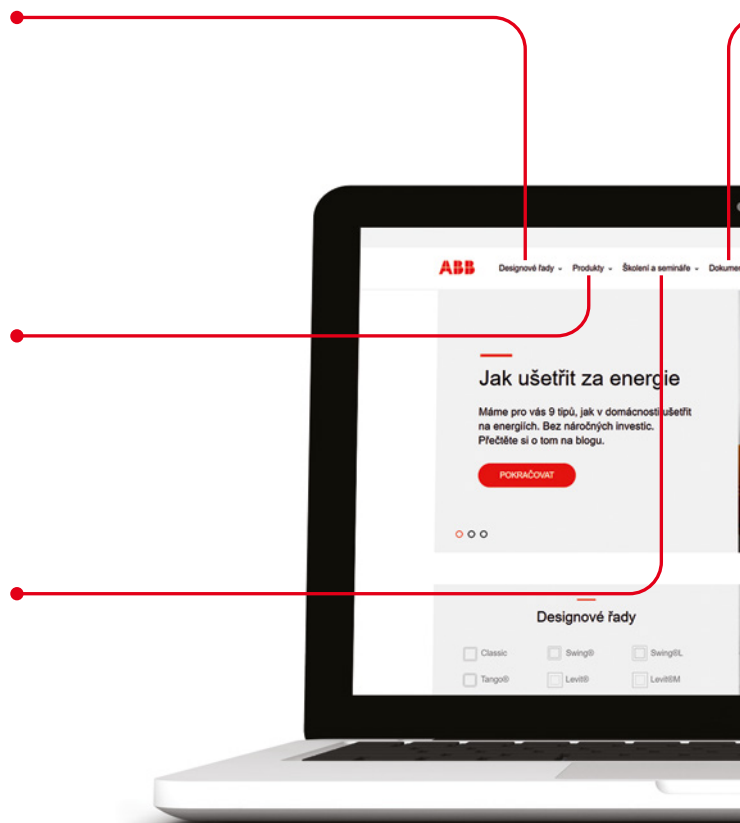 ABB Designové řady Produkty Školení a semináře
Jak ušetřit za energie
Máme pro vás 9 tipů, jak v domácnosti ušetřit
na energiích. Bez náročných investic.
Přečtěte si o tom na blogu.
POKRAČOVAT
Designové řady
Classic Swing® Swing®L
Tango® Levit® Levit®M